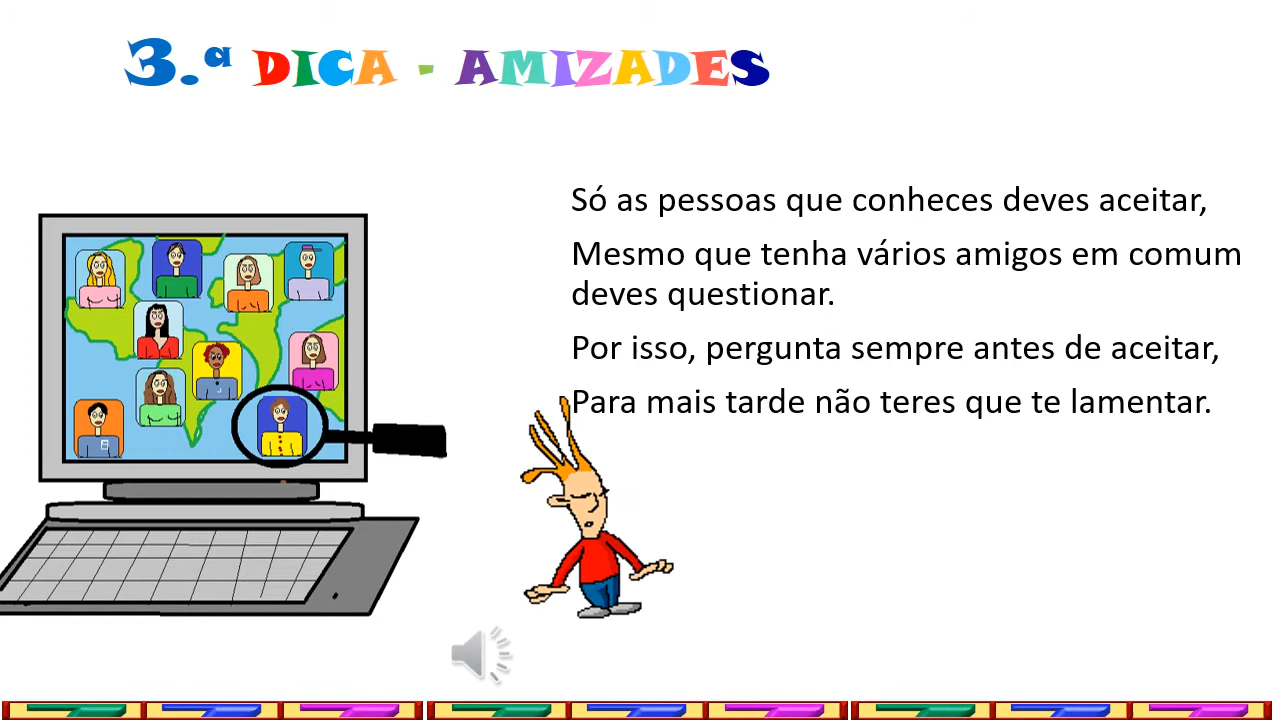 3.ª DICA - AMIZADES
Só as pessoas que conheces deves aceitar,
Mesmo que tenha vários amigos em comum
deves questionar.
Por isso, pergunta sempre antes de aceitar,
Para mais tarde não teres que te lamentar.